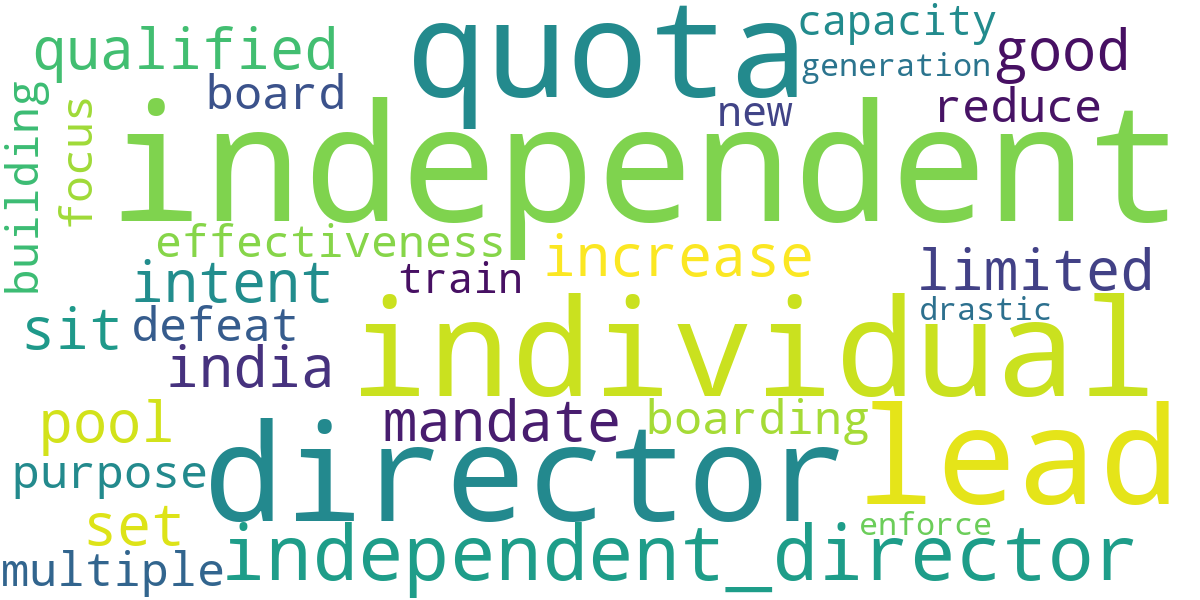 quota
capacity
qualified
good
generation
board
new
reduce
building
focus
independent
effectiveness
increase
intent
train
limited
sit
defeat
drastic
individual
india
pool
mandate
boarding
lead
purpose
director
set
enforce
multiple
independent_director